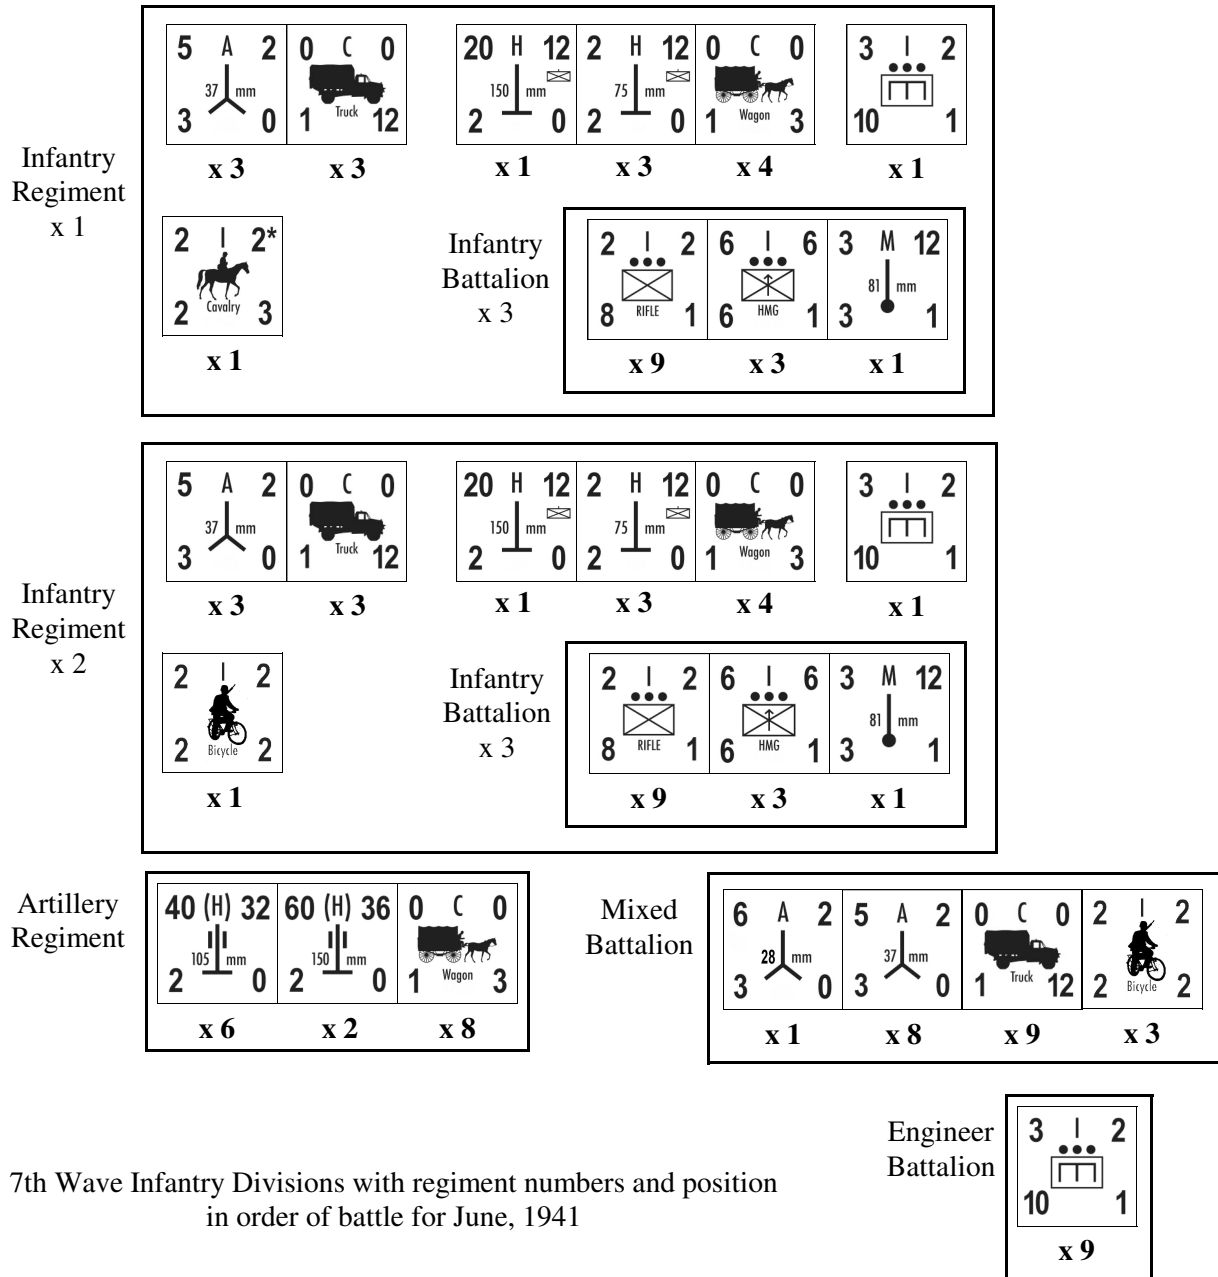 5 A 2 0 C 0 20 H 12 2 H 12 0 C 0 3 I 2
37 mm 150 mm 75 mm
Truck Wagon
3 0 1 12 2 0 2 0 1 3 10 1
x 3 x 3 x 1 x 3 x 4 x 1
Infantry
Regiment
x 1
2 I 2*
Cavalry
2 3
x 1
Infantry
Battalion
x 3
2 I 2 6 I 6 3 M 12
81 mm
RIFLE HMG
8 1 6 1 3 1
x 9 x 3 x 1
5 A 2 0 C 0 20 H 12 2 H 12 0 C 0 3 I 2
37 mm 150 mm 75 mm
Truck Wagon
3 0 1 12 2 0 2 0 1 3 10 1
x 3 x 3 x 1 x 3 x 4 x 1
Infantry
Regiment
x 2
2 I 2
Bicycle
2 2
x 1
Infantry
Battalion
x 3
2 I 2 6 I 6 3 M 12
81 mm
RIFLE HMG
8 1 6 1 3 1
x 9 x 3 x 1
Artillery
Regiment
40 (H) 32 60 (H) 36 0 C 0
105 mm 150 mm
Wagon
2 0 2 0 1 3
x 6 x 2 x 8
Mixed
Battalion
6 A 2 5 A 2 0 C 0 2 I 2
28 mm 37 mm
Truck Bicycle
3 0 3 0 1 12 2 2
x 1 x 8 x 9 x 3
Engineer
Battalion
3 I 2
10 1
x 9
7th Wave Infantry Divisions with regiment numbers and position
in order of battle for June, 1941